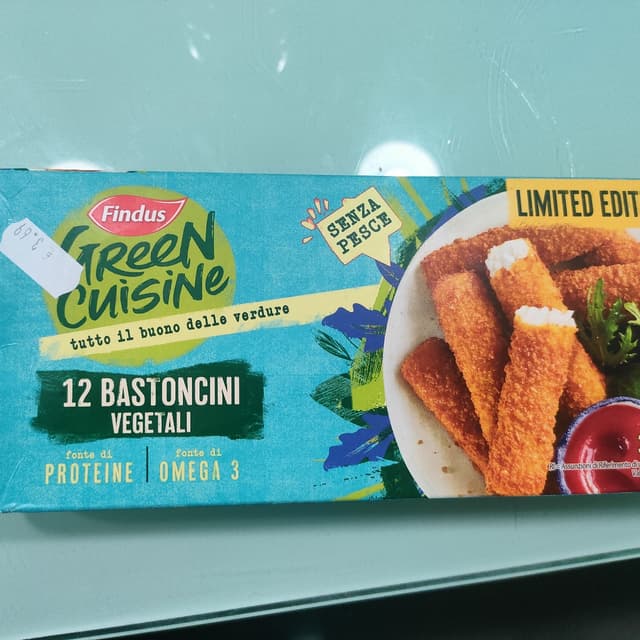 Findus
GREEN
CUISINE
tutto il buono delle verdure
SENZA
PESCE
LIMITED EDIT
12 BASTONCINI
VEGETALI
fonte di
PROTEINE
fonte di
OMEGA 3